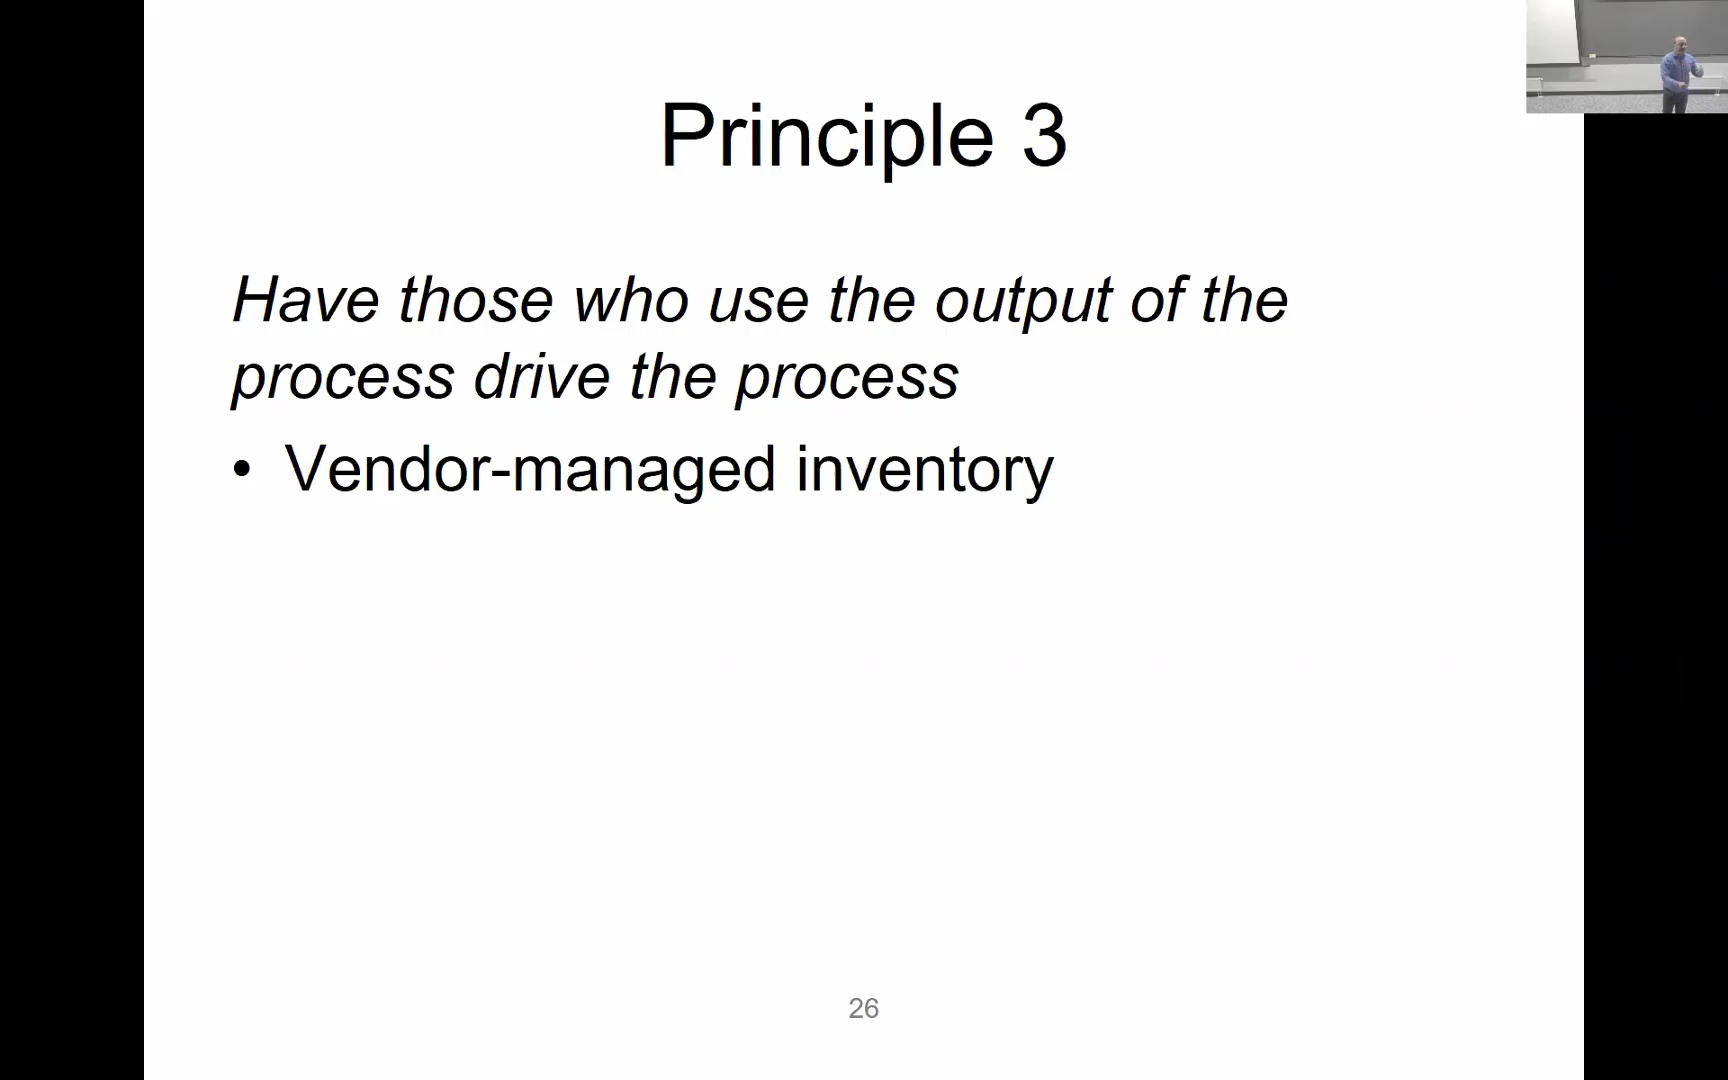 Principle 3
Have those who use the output of the
process drive the process
• Vendor-managed inventory
26